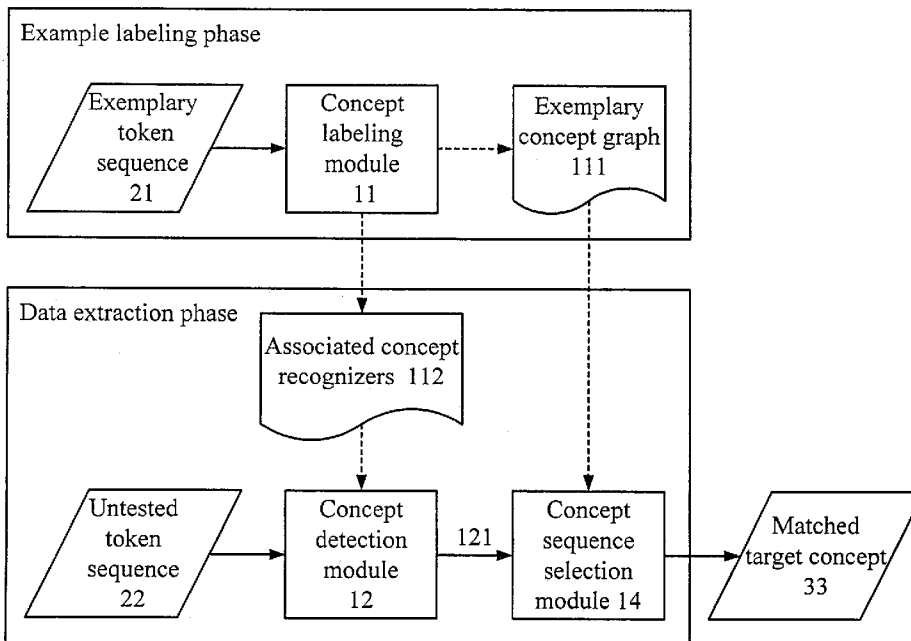 Example labeling phase
Exemplary
token
sequence
21
Concept
labeling
module
11
Exemplary
concept graph
111
Data extraction phase
Associated concept
recognizers 112
Untested
token
sequence
22
Concept
detection
module
12
121
Concept
sequence
selection
module 14
Matched
target concept
33